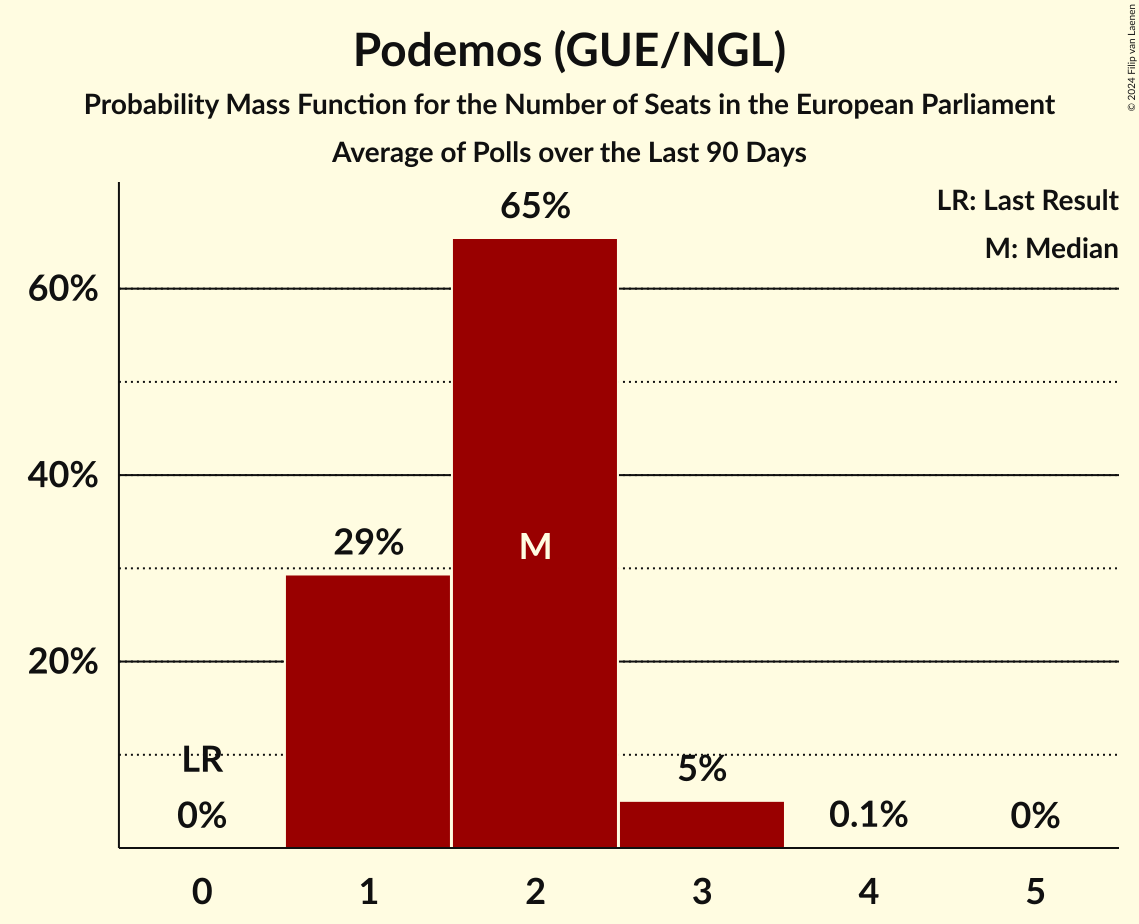 Podemos (GUE/NGL)
Probability Mass Function for the Number of Seats in the European Parliament
Average of Polls over the Last 90 Days
© 2024 Filip van Laenen
LR: Last Result
M: Median
65%
60%
40%
29%
M
20%
LR
0%
5%
0.1%
0%
0 1 2 3 4 5